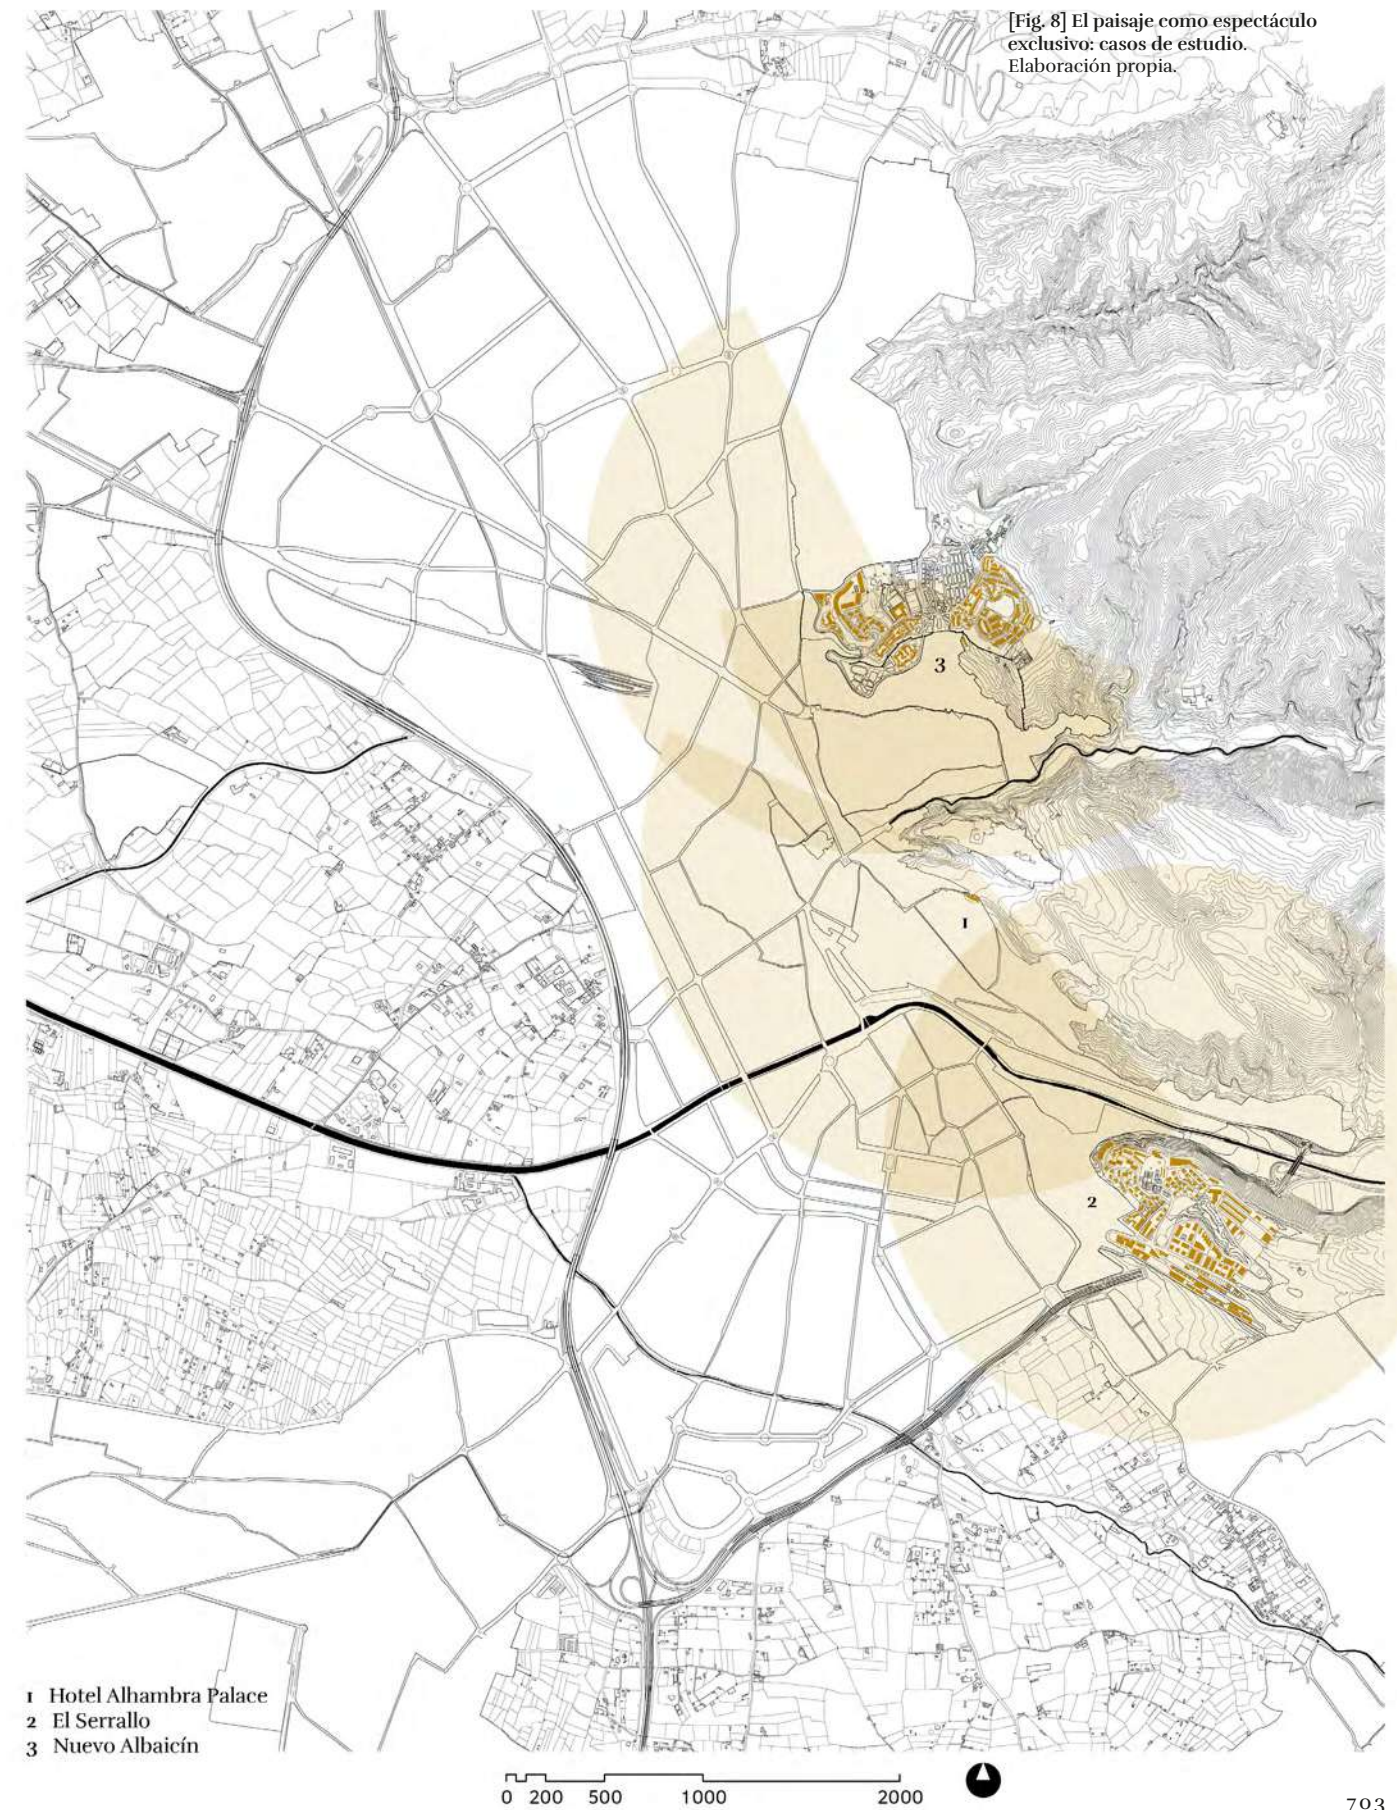 [Fig. 8] El paisaje como espectáculo
exclusivo: casos de estudio.
Elaboración propia.
3
1
2
1 Hotel Alhambra Palace
2 El Serrallo
3 Nuevo Albaicín
0 200 500 1000 2000
703